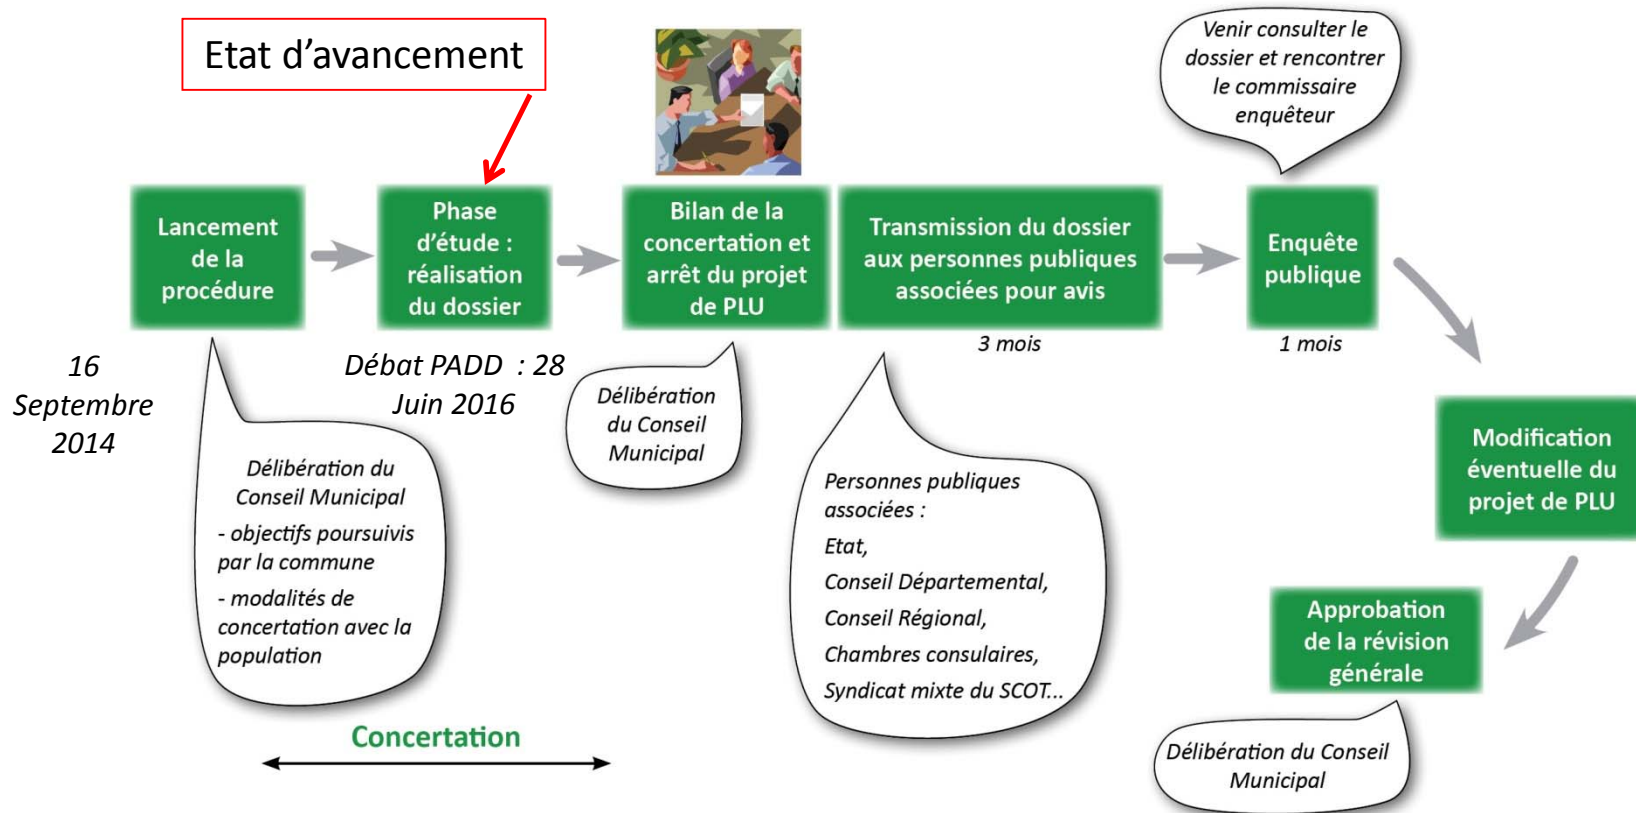 Etat d’avancement
Venir consulter le
dossier et rencontrer
le commissaire
enquêteur
Lancement
de la
procédure
Phase
d’étude :
réalisation
du dossier
Bilan de la
concertation et
arrêt du projet
de PLU
Transmission du dossier
aux personnes publiques
associées pour avis
Enquête
publique
3 mois
1 mois
16
Septembre
2014
Débat PADD : 28
Juin 2016
Délibération
du Conseil
Municipal
Délibération du
Conseil Municipal
- objectifs poursuivis
par la commune
- modalités de
concertation avec la
population
Personnes publiques
associées :
Etat,
Conseil Départemental,
Conseil Régional,
Chambres consulaires,
Syndicat mixte du SCOT...
Modification
éventuelle du
projet de PLU
Approbation
de la révision
générale
Délibération du Conseil
Municipal
Concertation